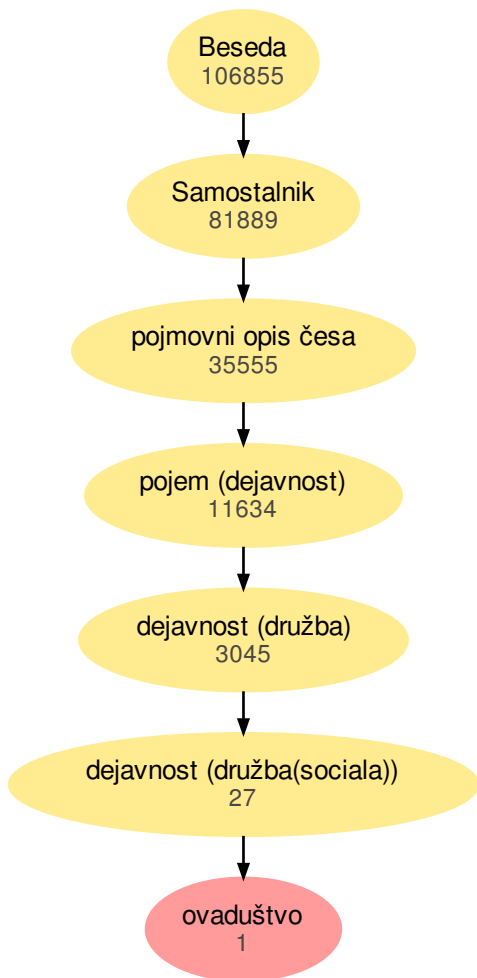 Beseda
106855
Samostalnik
81889
pojmovni opis česa
35555
pojem (dejavnost)
11634
dejavnost (družba)
3045
dejavnost (družba(sociala))
27
ovaduštvo
1